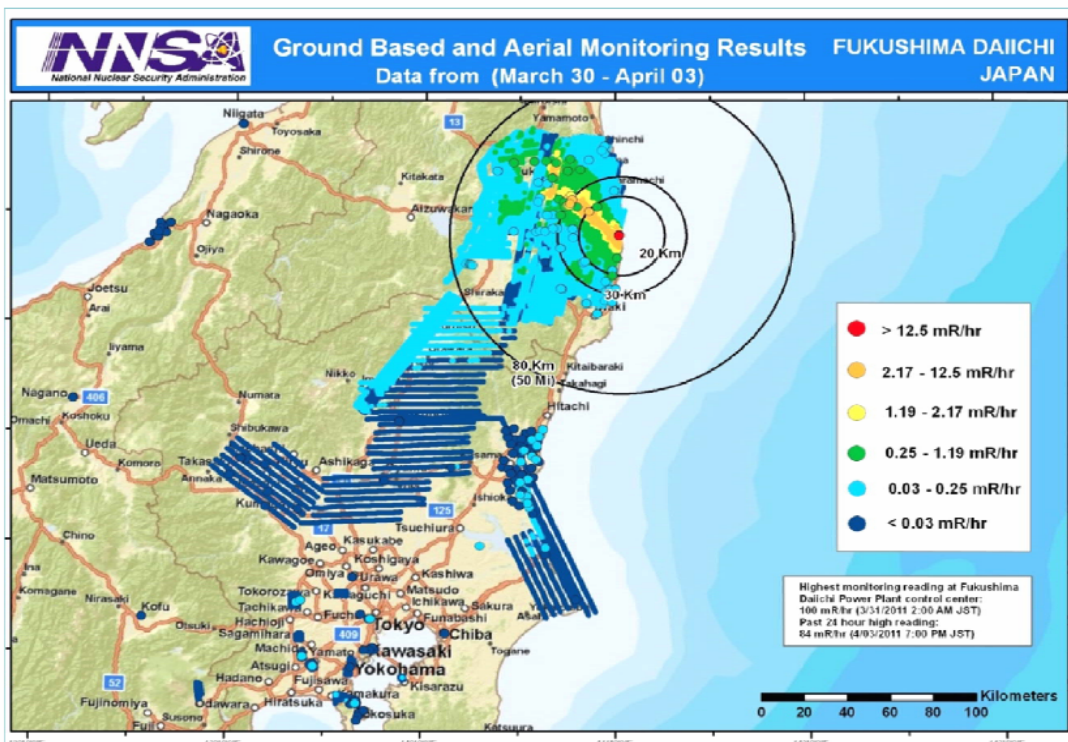 NNSA
National Nuclear Security Administration
Ground Based and Aerial Monitoring Results
Data from (March 30 - April 03)
FUKUSHIMA DAIICHI
JAPAN
Niigata
Toyosaka
Yamamoto
13
Shirone
Kitakata
Nagaoka
Aizuwakam
Ojiya
20 Km
Joetsu
Arai
30 Km
Iiyama
80 Km
(50 Mi)
Kitaibaraki
Takahagi
Nikko
Nagano
406
Numata
Hitachi
Omachi
Koshoku
Shibukawa
Ueda
Komoro
Ashikaga
Annaka
Matsumoto
Ishioka
125
17
Tsuchiura
Chino
Ageo
Kasukabe
Kawagoe
Koshigaya
Ina
Omiya
Urawa
Kashiwa
Komagane
Nirasaki
Tokorozawa
Matsudo
Kofu
Tachikawa
Ichikawa
Sakura
Otsuki
Hachioji
Funabashi
Sagamihara
409
Tokyo
Chiba
Machida
Yamato
Kawasaki
Togane
Atsugi
Yokohama
52
Hadano
Fujisawa
Kisarazu
Fujinomiya
Odawara
Hiratsuka
Kamakura
Fuji
Susono
Yokosuka
Katsuura
> 12.5 mR/hr
2.17 - 12.5 mR/hr
1.19 - 2.17 mR/hr
0.25 - 1.19 mR/hr
0.03 - 0.25 mR/hr
< 0.03 mR/hr
Highest monitoring reading at Fukushima
Daiichi Power Plant control center:
100 mR/hr (3/31/2011 2:00 AM JST)
Past 24 hour high reading:
84 mR/hr (4/03/2011 7:00 PM JST)
Kilometers
0 20 40 60 80 100